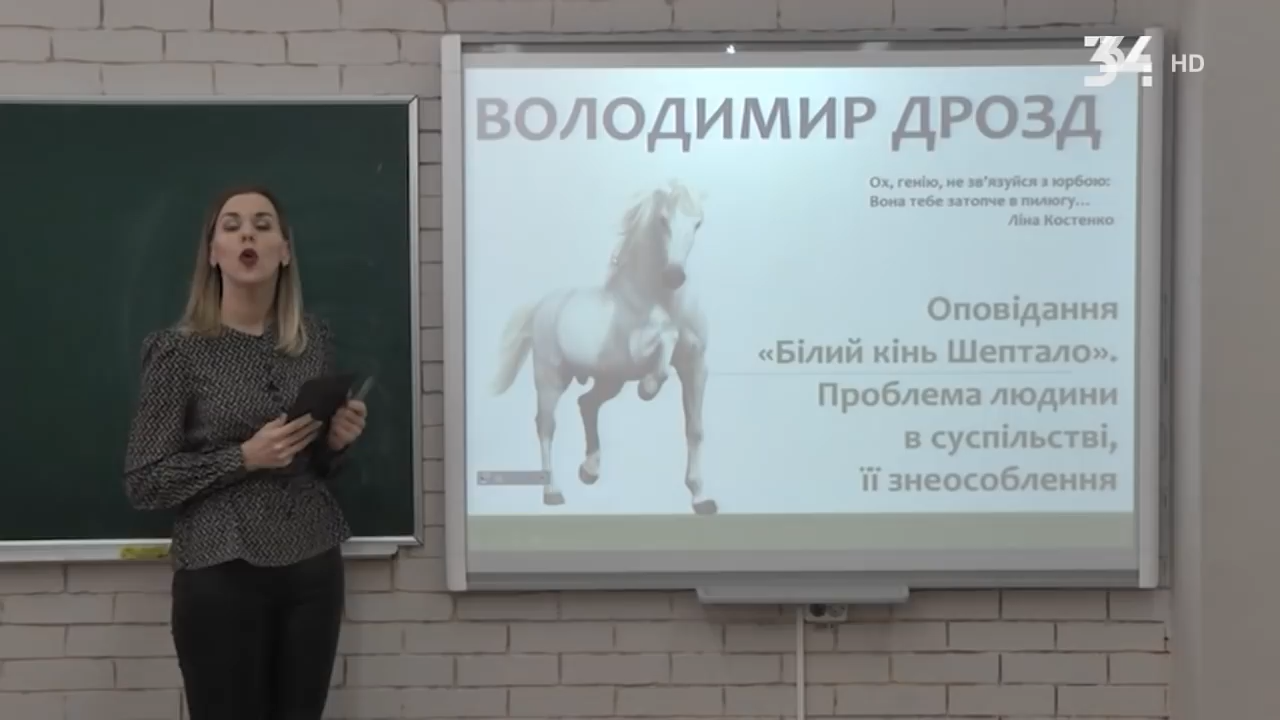 34 HD
ВОЛОДИМИР ДРОЗД
Ох, генію, не зв'язуйся з юрбою:
Вона тебе затопче в пилюгу...
Ліна Костенко
Оповідання
«Білий кінь Шептало».
Проблема людини
в суспільстві,
її знеособлення